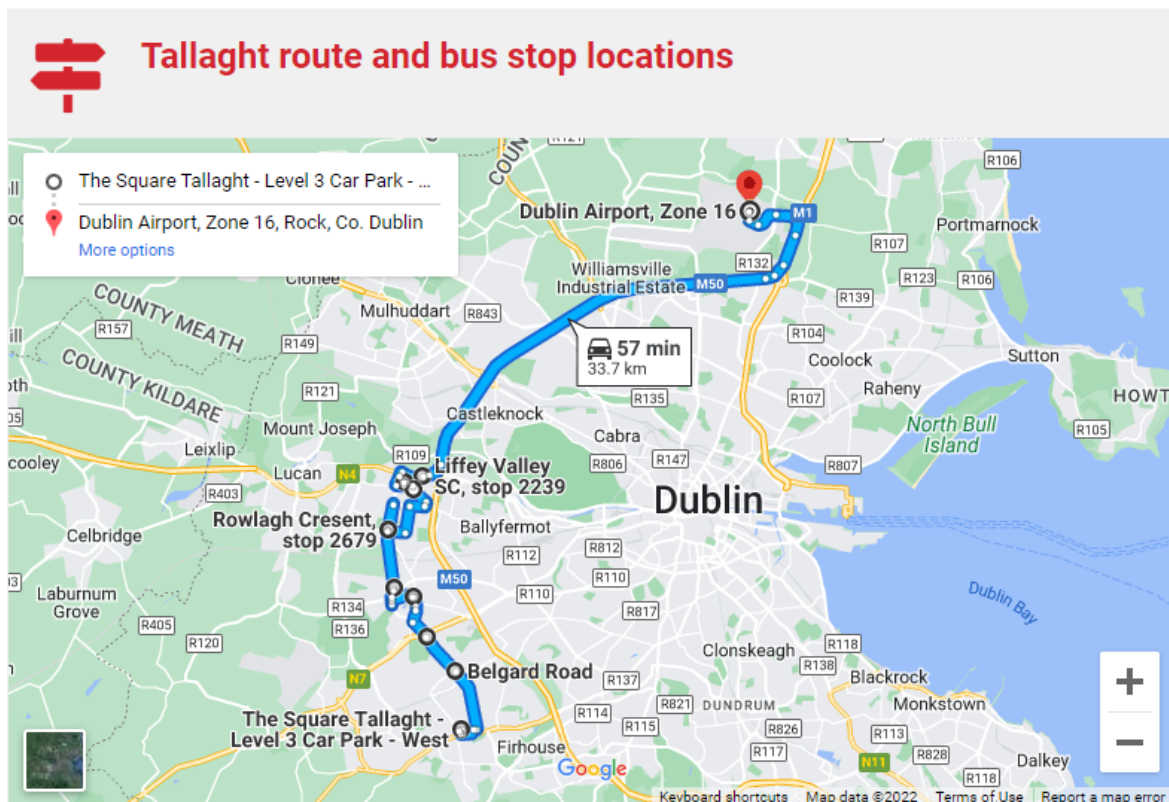 Tallaght route and bus stop locations
The Square Tallaght - Level 3 Car Park - ...
Dublin Airport, Zone 16, Rock, Co. Dublin
More options
R121
R106
Dublin Airport, Zone 16
M1
Portmarnock
R107
R132
Williamsville
Industrial Estate
M50
R123
R106
Clonee
R139
COUNTY MEATH
Mulhuddart
R843
R157
R149
R104
57 min
33.7 km
Coolock
Sutton
COUNTY KILDARE
Raheny
R121
R135
R107
HOWT
Castleknock
North Bull
Island
R105
Mount Joseph
Cabra
Leixlip
R109
R147
R806
R807
cooley
Lucan
N4
Liffey Valley
SC, stop 2239
R403
Dublin
Rowlagh Cresent,
stop 2679
Ballyfermot
Celbridge
R112
R812
M50
R110
R110
Dublin Bay
Laburnum
Grove
R134
R817
R405
R136
R120
R118
Clonskeagh
R138
Belgard Road
N7
R137
Blackrock
R821
DUNDRUM
Monkstown
The Square Tallaght -
Level 3 Car Park - West
R114
R115
R826
R113
Firhouse
R117
R828
N11
Dalkey
R118
Google
Keyboard shortcuts
Map data ©2022
Terms of Use
Report a map error